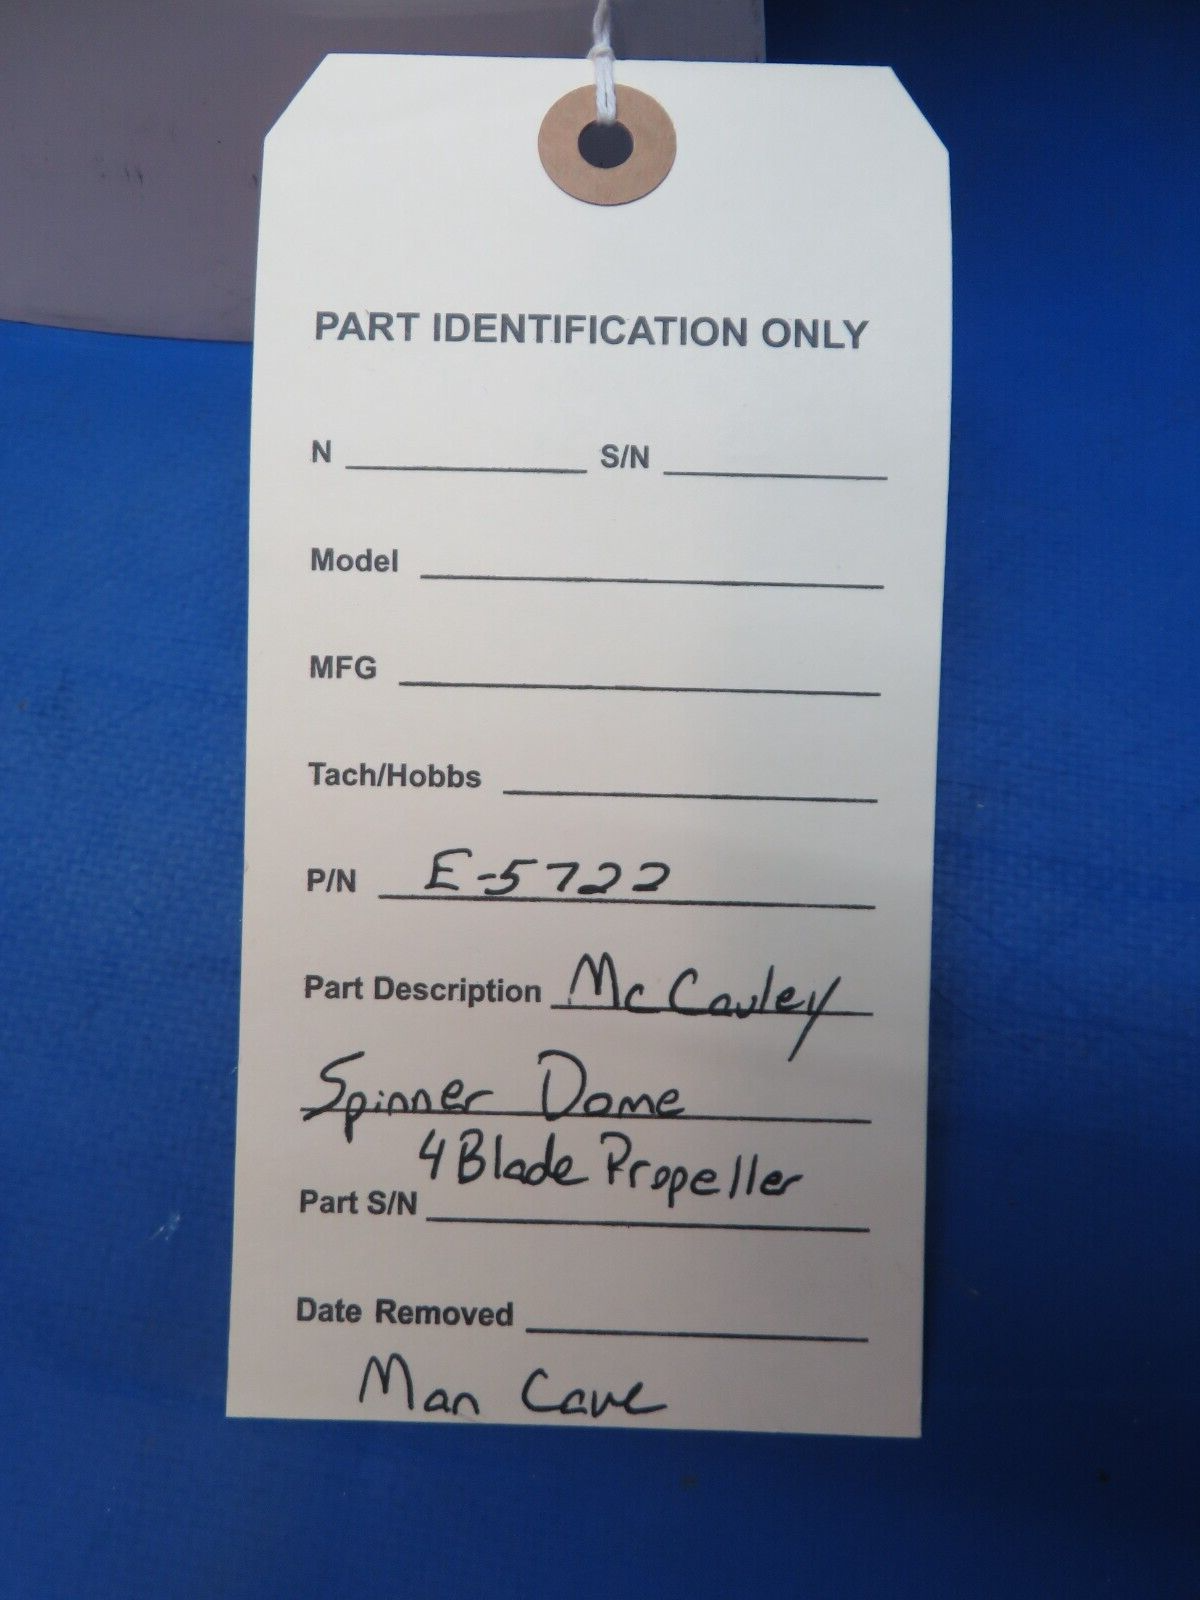 PART IDENTIFICATION ONLY
N S/N
Model
MFG
Tach/Hobbs
P/N E-5722
Part Description McCauley
Spinner Dome
4 Blade Propeller
Part S/N
Date Removed
Man Cave